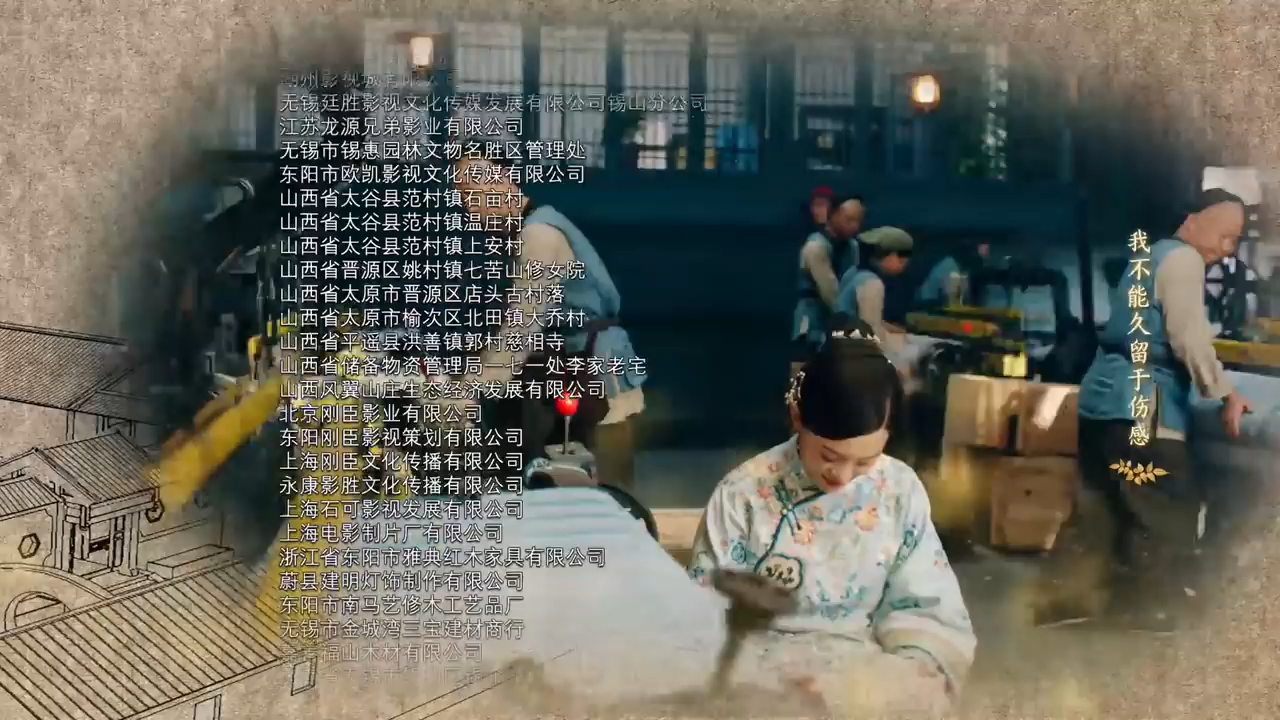 影视城有限公司
无锡廷胜影视文化传媒发展有限公司锡山分公司
江苏龙源兄弟影业有限公司
无锡市锡惠园林文物名胜区管理处
东阳市欧凯影视文化传媒有限公司
山西省太谷县范村镇石亩村
山西省太谷县范村镇温庄村
山西省太谷县范村镇上安村
山西省晋源区姚村镇七苦山修女院
山西省太原市晋源区店头古村落
山西省太原市榆次区北田镇大乔村
山西省平遥县洪善镇郭村慈相寺
山西省储备物资管理局一七一处李家老宅
山西风翼山庄生态经济发展有限公司
北京刚臣影业有限公司
东阳刚臣影视策划有限公司
上海刚臣文化传播有限公司
永康影胜文化传播有限公司
上海石可影视发展有限公司
上海电影制片厂有限公司
浙江省东阳市雅典红木家具有限公司
蔚县建明灯饰制作有限公司
东阳市南马艺修木工艺品厂
无锡市金城湾三宝建材商行
福山木材有限公司
我不能久留于伤感